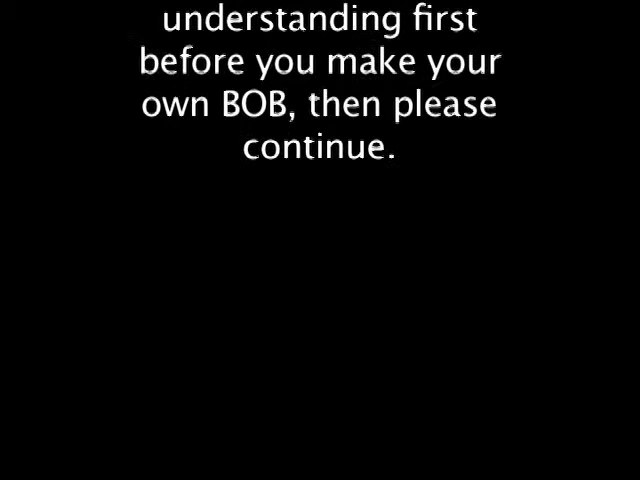 understanding first
before you make your
own BOB, then please
continue.